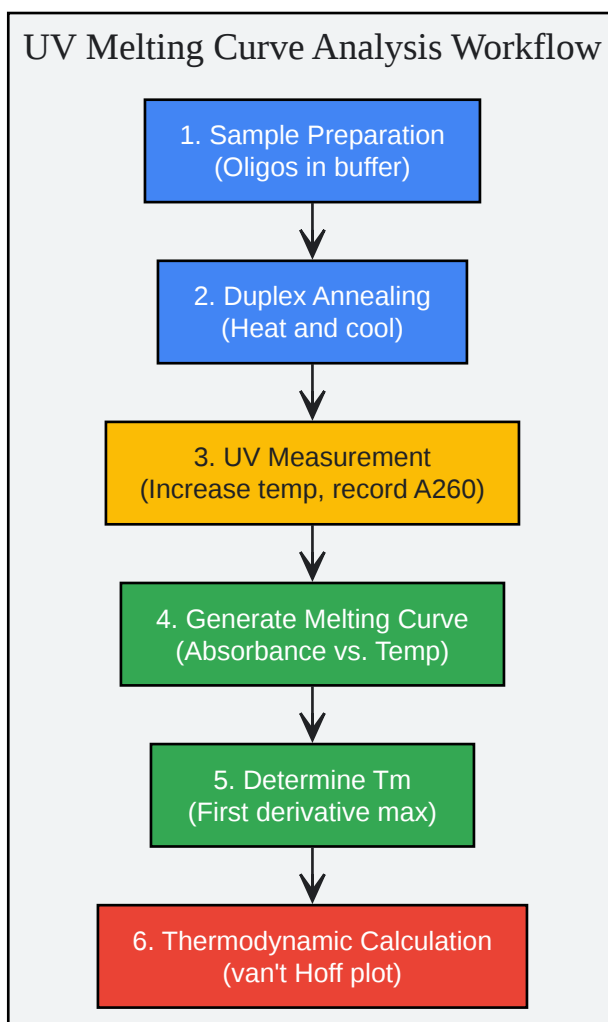 UV Melting Curve Analysis Workflow
1. Sample Preparation
(Oligos in buffer)
2. Duplex Annealing
(Heat and cool)
3. UV Measurement
(Increase temp, record A260)
4. Generate Melting Curve
(Absorbance vs. Temp)
5. Determine Tm
(First derivative max)
6. Thermodynamic Calculation
(van't Hoff plot)